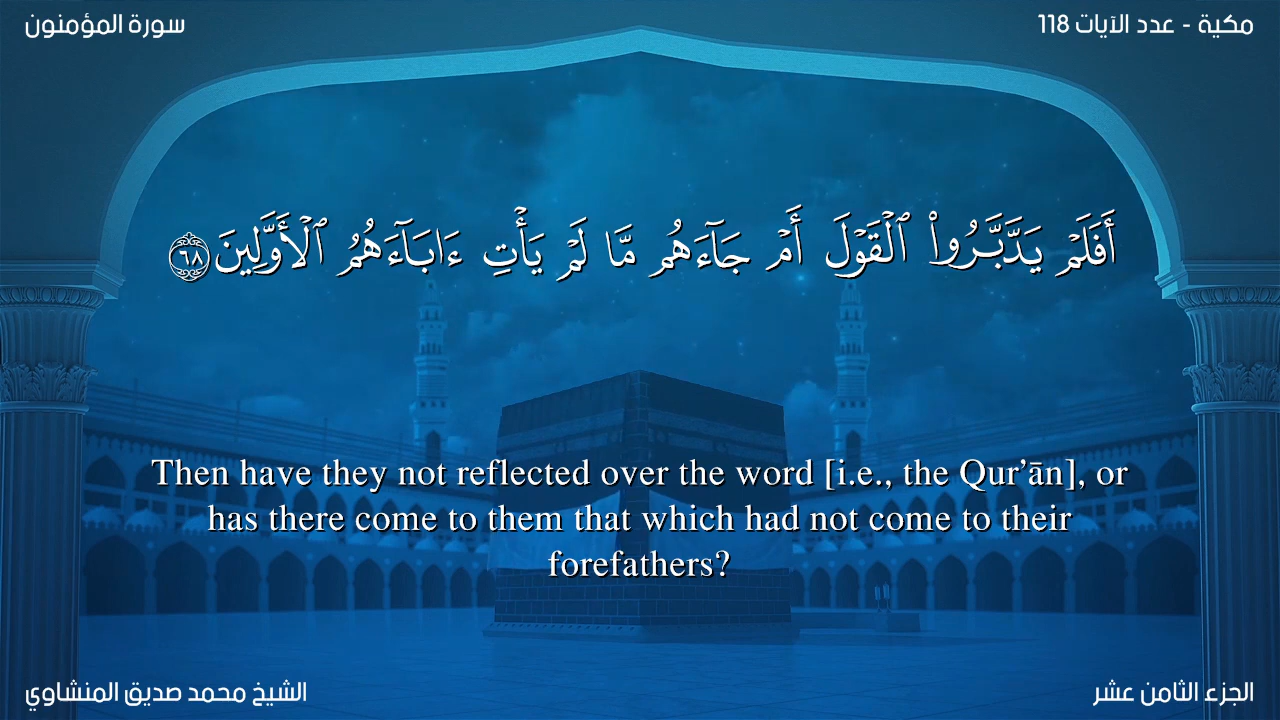 سورة المؤمنون
مكية - عدد الآيات 118
أَفَلَمْ يَدَّبَّرُوا۟ ٱلْقَوْلَ أَمْ جَآءَهُم مَّا لَمْ يَأْتِ ءَابَآءَهُمُ ٱلْأَوَّلِينَ ٦٨
Then have they not reflected over the word [i.e., the Qur’ān], or
has there come to them that which had not come to their
forefathers?
الشيخ محمد صديق المنشاوي
الجزء الثامن عشر